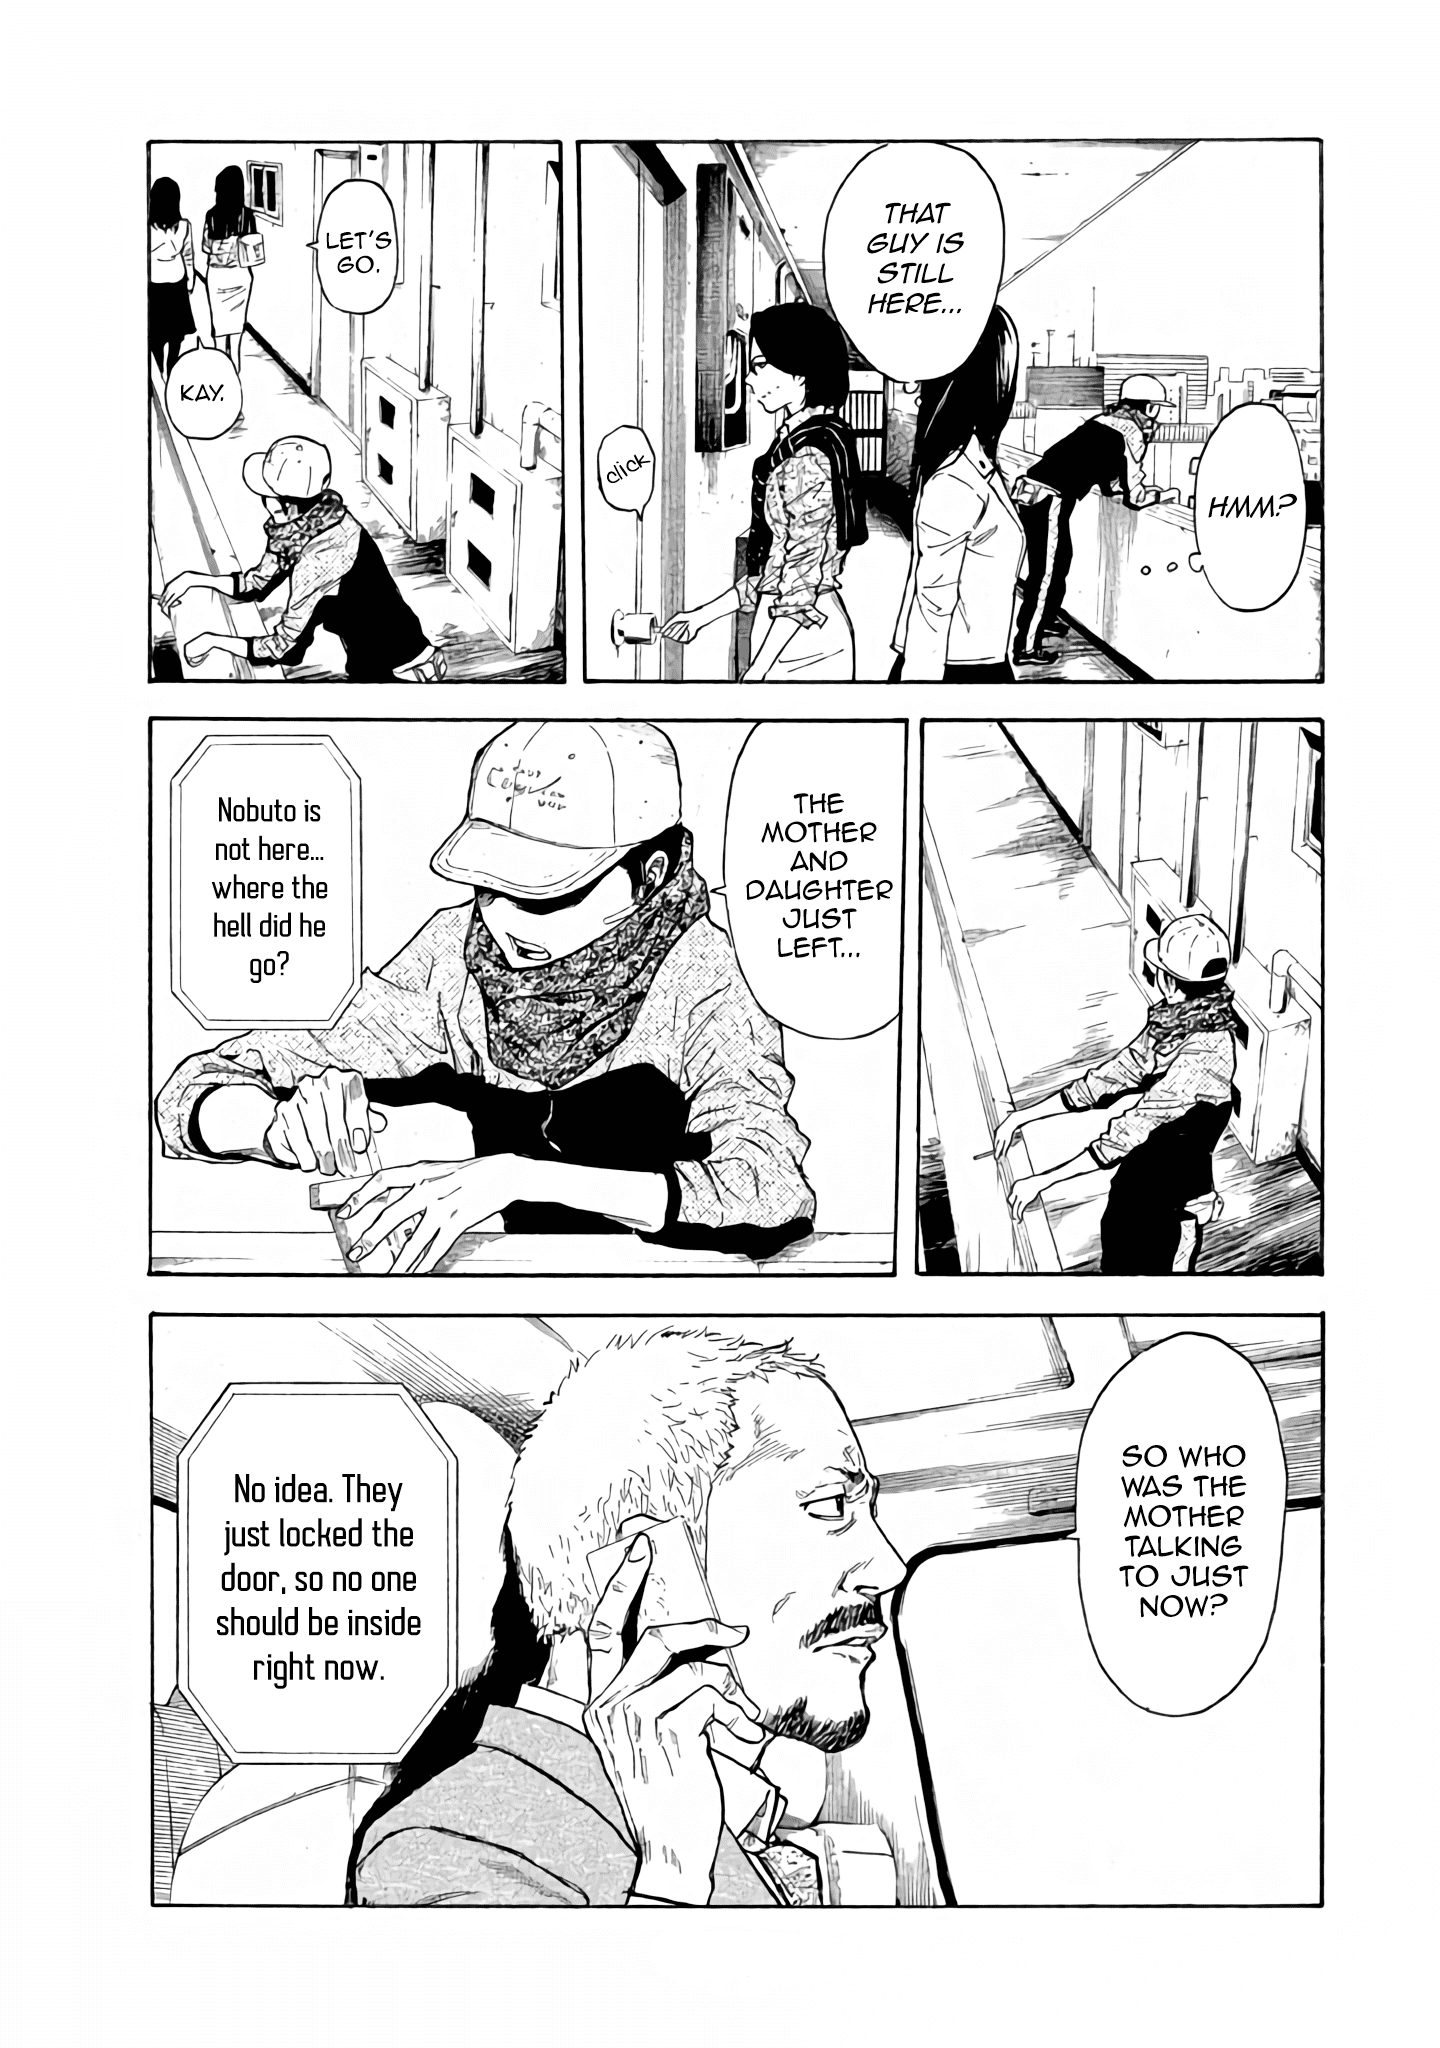 THAT
GUY IS
STILL
HERE...
HMM?
click
LET'S
GO.
KAY.
THE
MOTHER
AND
DAUGHTER
JUST
LEFT...
Nobuto is
not here...
where the
hell did he
go?
SO WHO
WAS THE
MOTHER
TALKING
TO JUST
NOW?
No idea. They
just locked the
door, so no one
should be inside
right now.